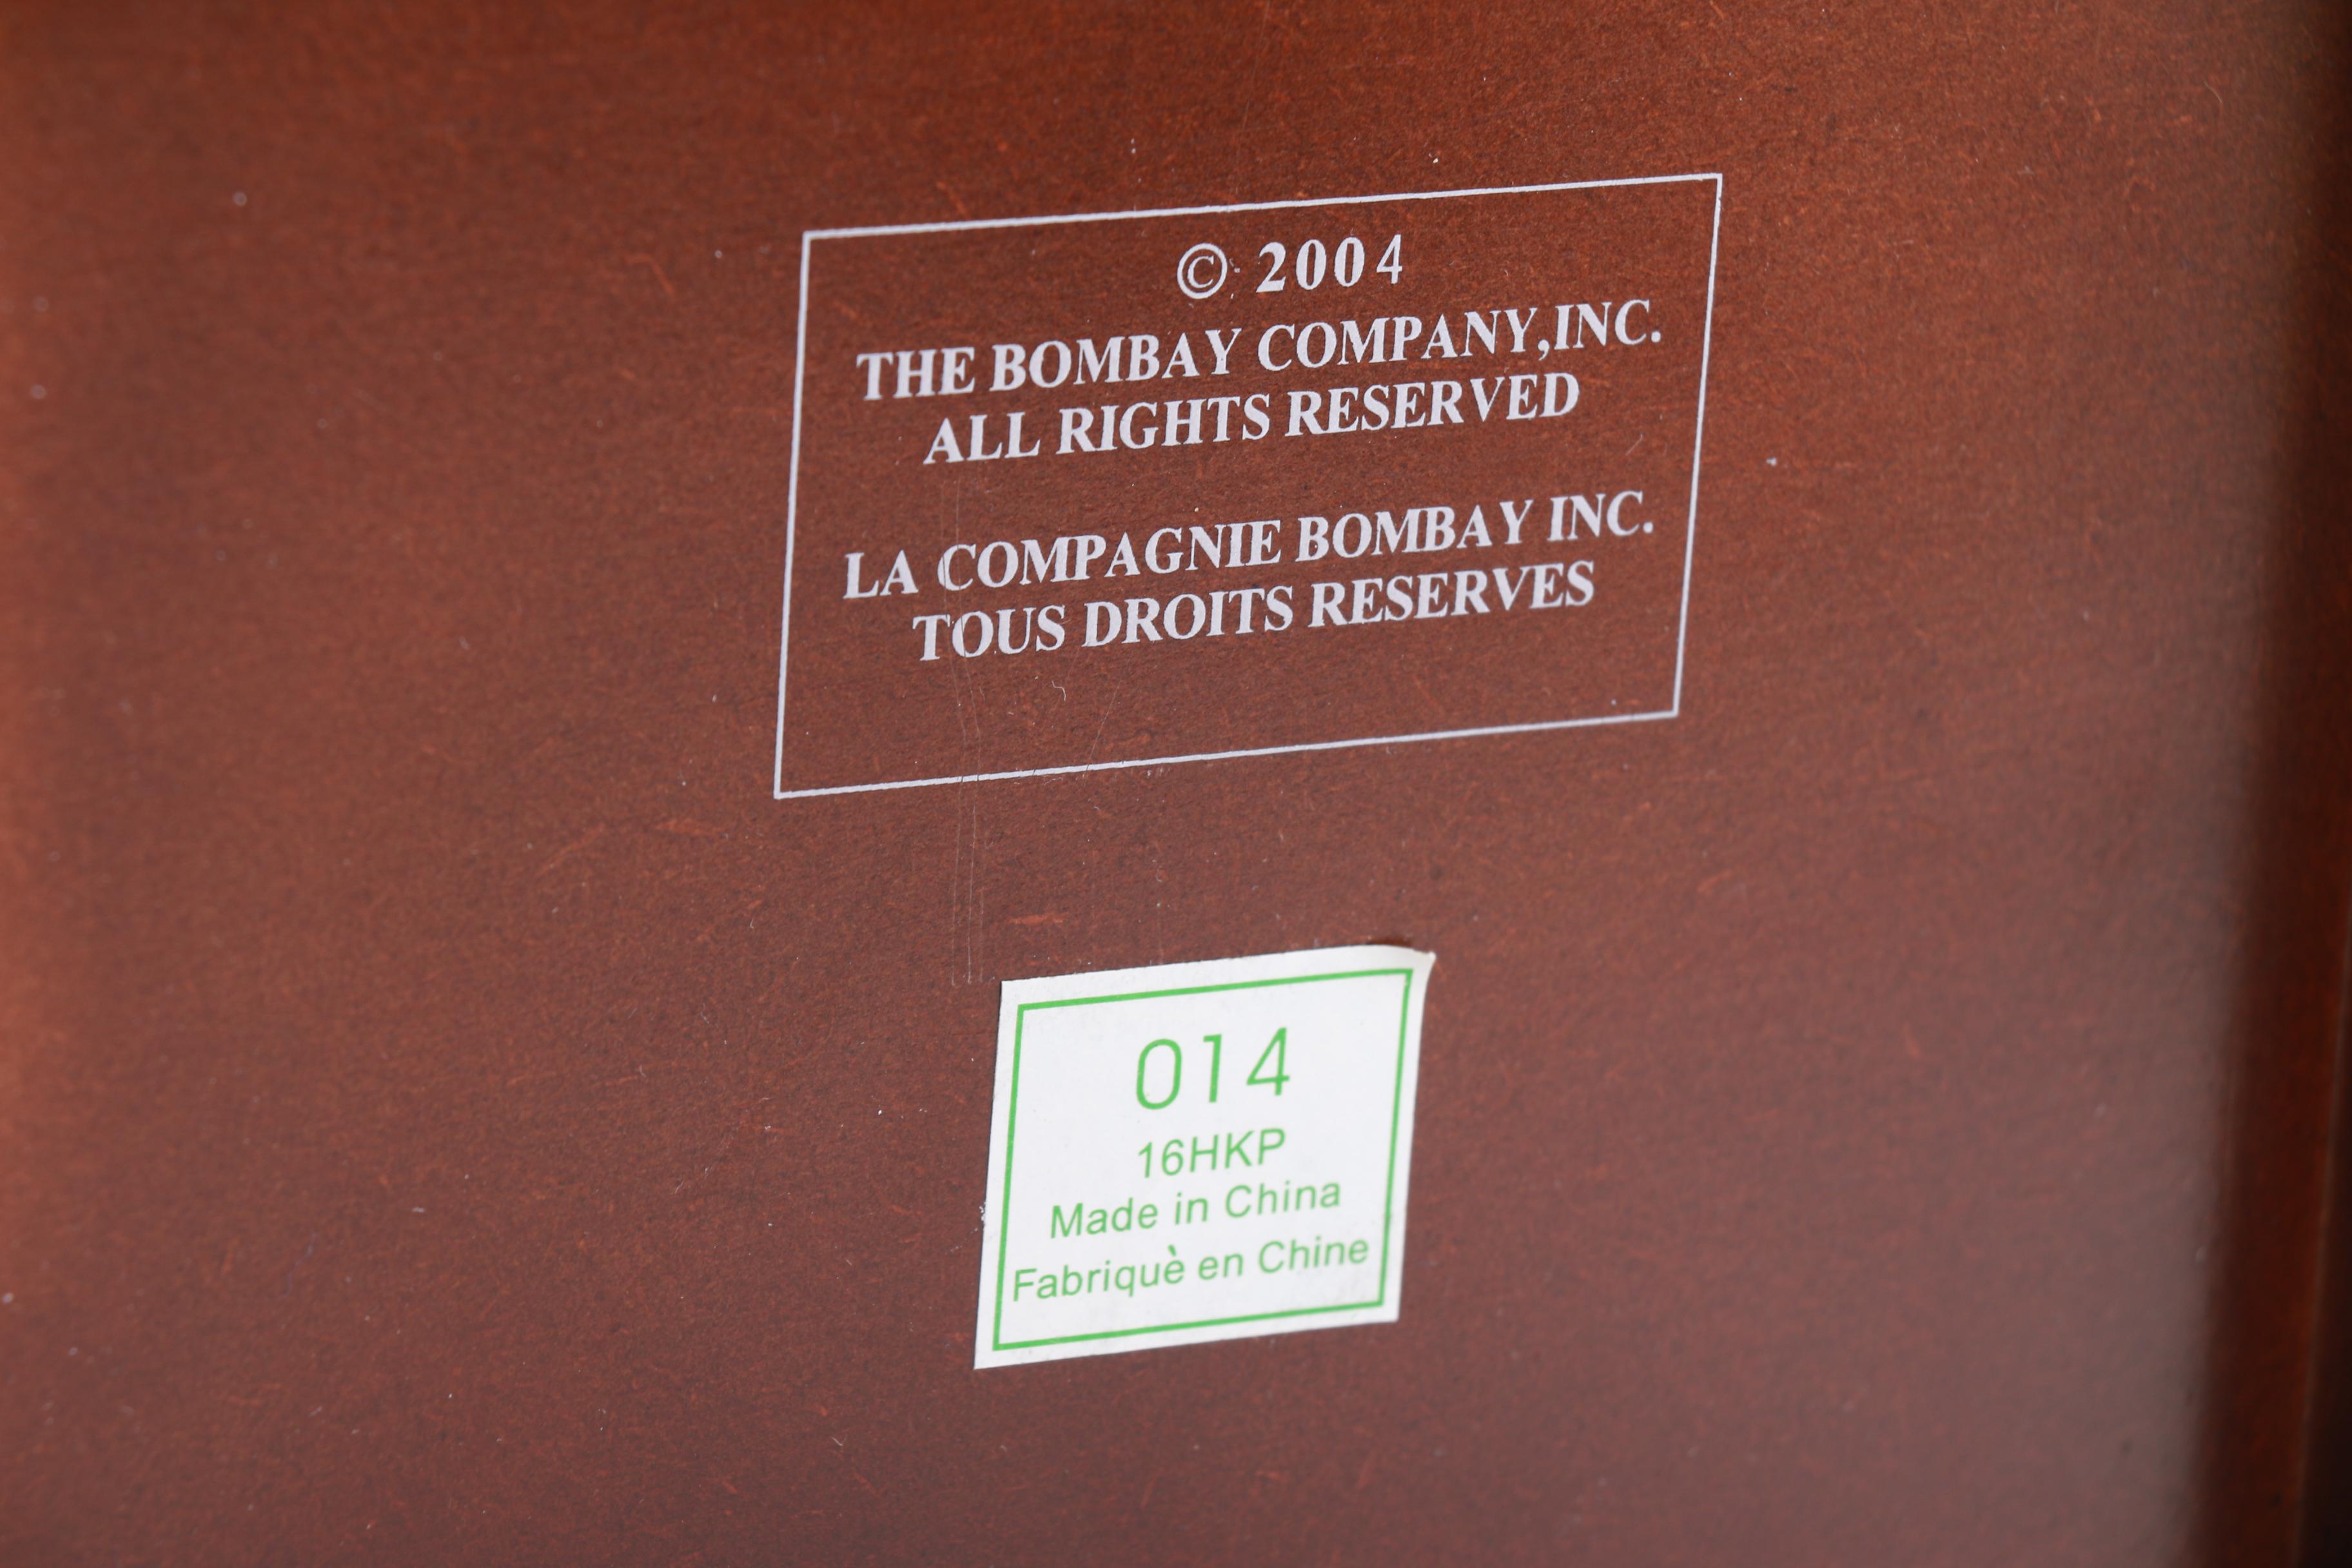 © 2004
THE BOMBAY COMPANY,INC.
ALL RIGHTS RESERVED
LA COMPAGNIE BOMBAY INC.
TOUS DROITS RESERVES
014
16HKP
Made in China
Fabriquè en Chine